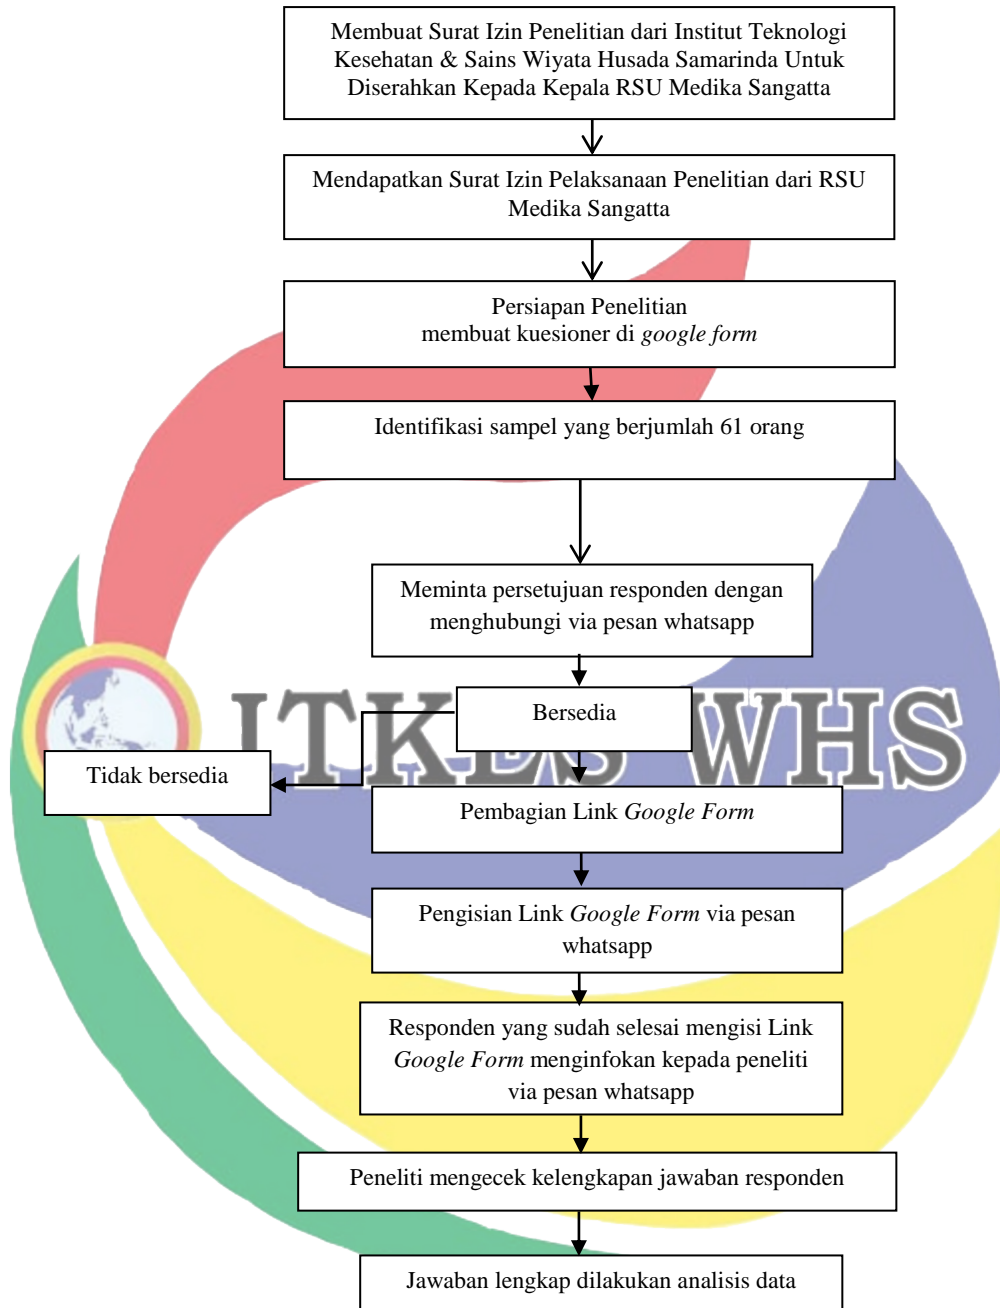 Membuat Surat Izin Penelitian dari Institut Teknologi
Kesehatan & Sains Wiyata Husada Samarinda Untuk
Diserahkan Kepada Kepala RSU Medika Sangatta
Mendapatkan Surat Izin Pelaksanaan Penelitian dari RSU
Medika Sangatta
Persiapan Penelitian
membuat kuesioner di google form
Identifikasi sampel yang berjumlah 61 orang
Meminta persetujuan responden dengan
menghubungi via pesan whatsapp
Bersedia
ITKES WHS
Tidak bersedia
Pembagian Link Google Form
Pengisian Link Google Form via pesan
whatsapp
Responden yang sudah selesai mengisi Link
Google Form menginfokan kepada peneliti
via pesan whatsapp
Peneliti mengecek kelengkapan jawaban responden
Jawaban lengkap dilakukan analisis data